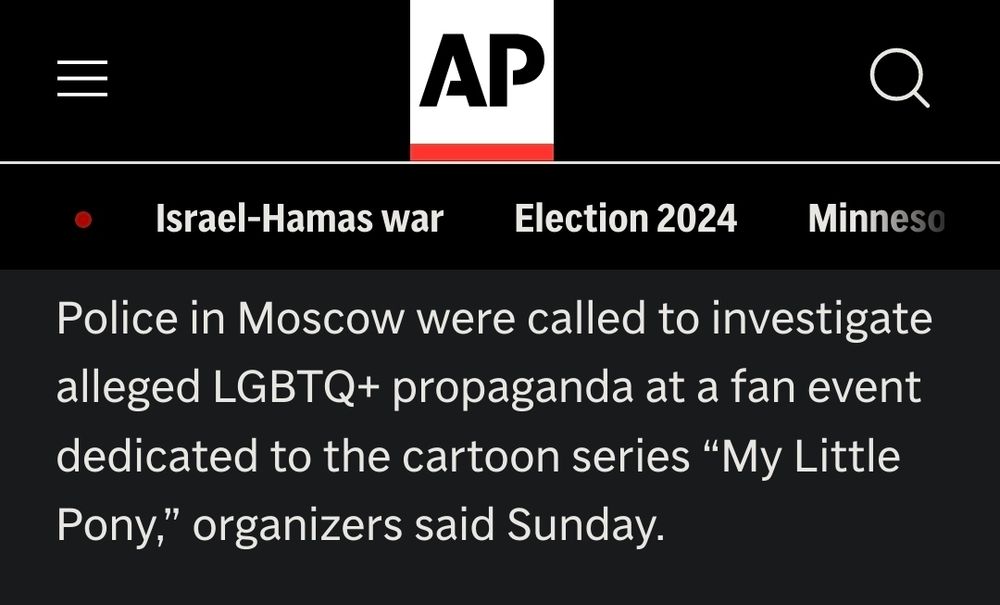 AP
Israel-Hamas war Election 2024 Minneso
Police in Moscow were called to investigate
alleged LGBTQ+ propaganda at a fan event
dedicated to the cartoon series “My Little
Pony,” organizers said Sunday.